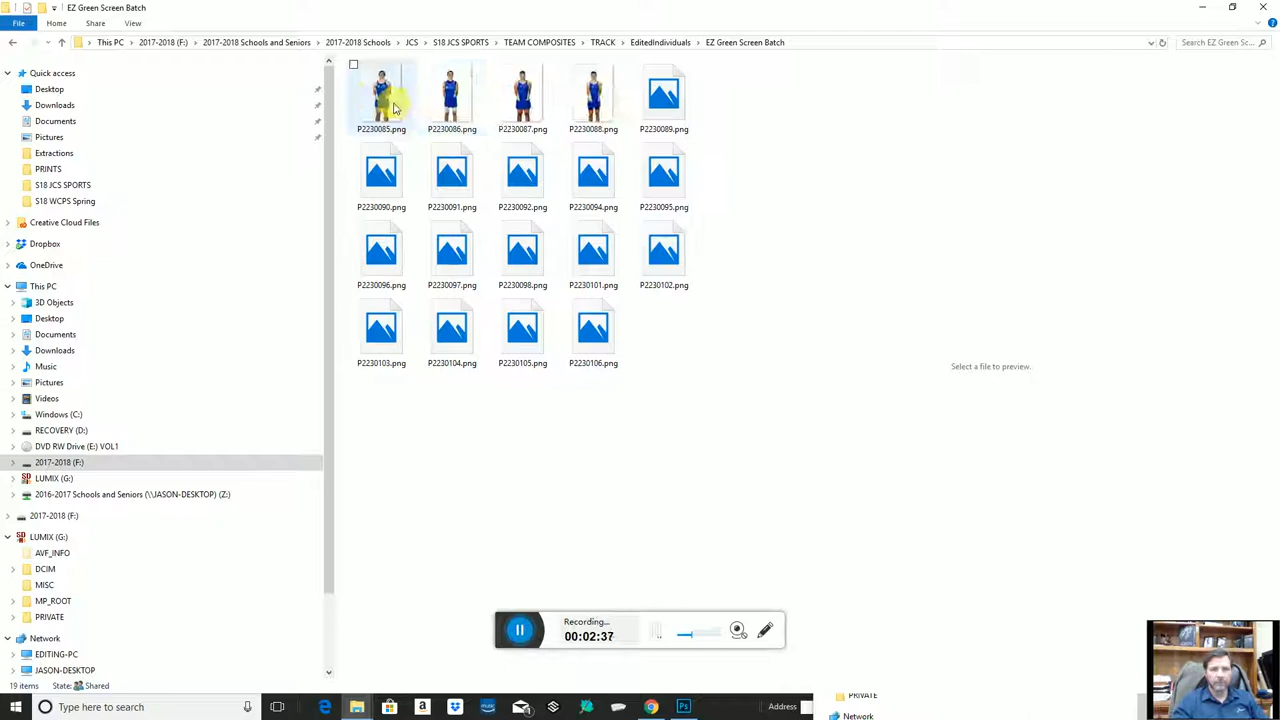 EZ Green Screen Batch
File
Home
Share
View
This PC
2017-2018 (F:)
2017-2018 Schools and Seniors
2017-2018 Schools
JCS
S18 JCS SPORTS
TEAM COMPOSITES
TRACK
EditedIndividuals
EZ Green Screen Batch
Search EZ Green Sc...
Quick access
Desktop
Downloads
Documents
Pictures
Extractions
PRINTS
S18 JCS SPORTS
S18 WCPS Spring
Creative Cloud Files
Dropbox
OneDrive
This PC
3D Objects
Desktop
Documents
Downloads
Music
Pictures
Videos
Windows (C:)
RECOVERY (D:)
DVD RW Drive (E:) VOL1
2017-2018 (F:)
LUMIX (G:)
2016-2017 Schools and Seniors (\\JASON-DESKTOP) (Z:)
2017-2018 (F:)
LUMIX (G:)
AVF_INFO
DCIM
MISC
MP_ROOT
PRIVATE
Network
EDITING-PC
JASON-DESKTOP
P2230085.png
P2230086.png
P2230087.png
P2230088.png
P2230089.png
P2230090.png
P2230091.png
P2230092.png
P2230094.png
P2230095.png
P2230096.png
P2230097.png
P2230098.png
P2230101.png
P2230102.png
P2230103.png
P2230104.png
P2230105.png
P2230106.png
Select a file to preview.
Recording...
00:02:37
19 items
State:
Shared
Type here to search
Address
PRIVATE
Network